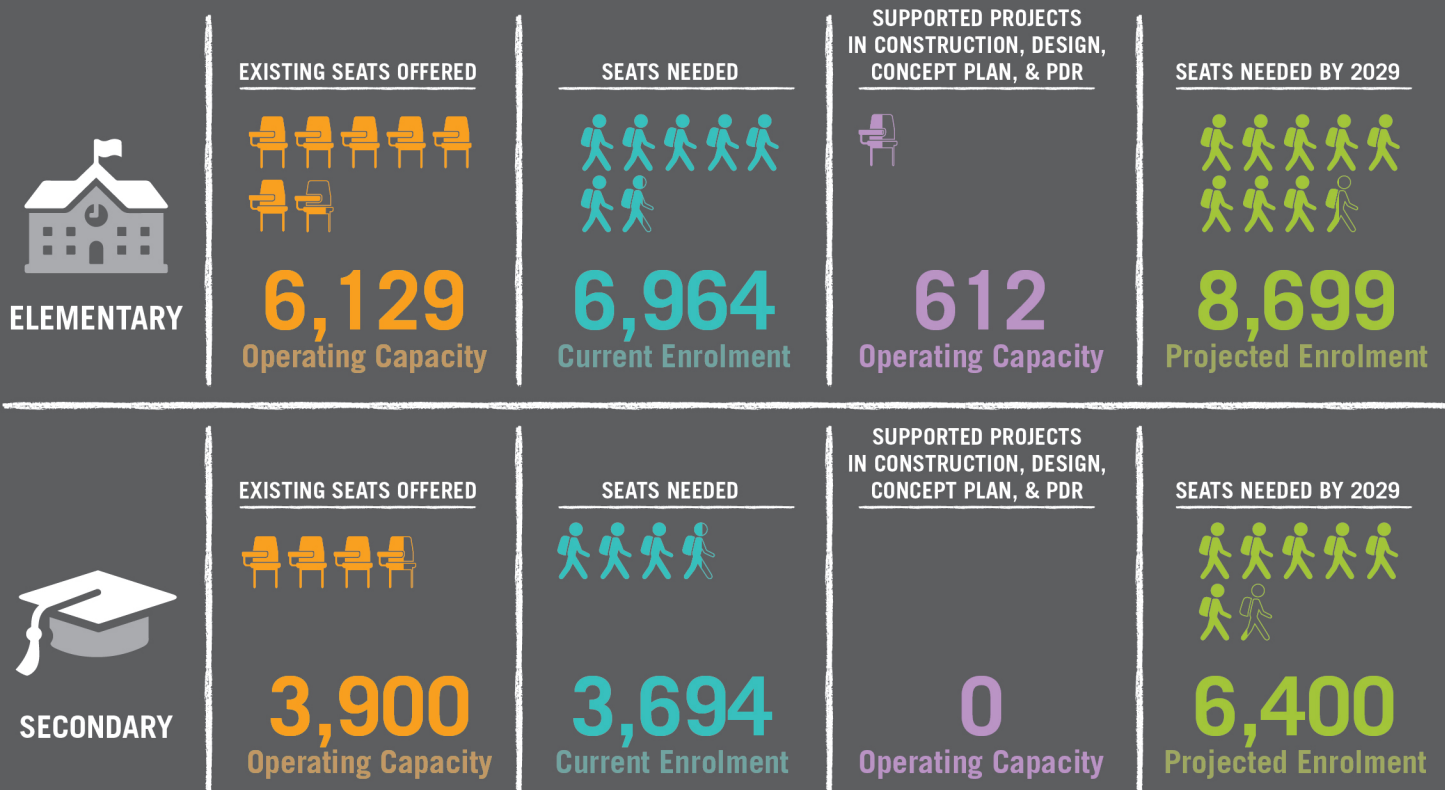 ELEMENTARY
EXISTING SEATS OFFERED
6,129
Operating Capacity
SEATS NEEDED
6,964
Current Enrolment
SUPPORTED PROJECTS
IN CONSTRUCTION, DESIGN,
CONCEPT PLAN, & PDR
612
Operating Capacity
SEATS NEEDED BY 2029
8,699
Projected Enrolment
SECONDARY
EXISTING SEATS OFFERED
3,900
Operating Capacity
SEATS NEEDED
3,694
Current Enrolment
SUPPORTED PROJECTS
IN CONSTRUCTION, DESIGN,
CONCEPT PLAN, & PDR
0
Operating Capacity
SEATS NEEDED BY 2029
6,400
Projected Enrolment